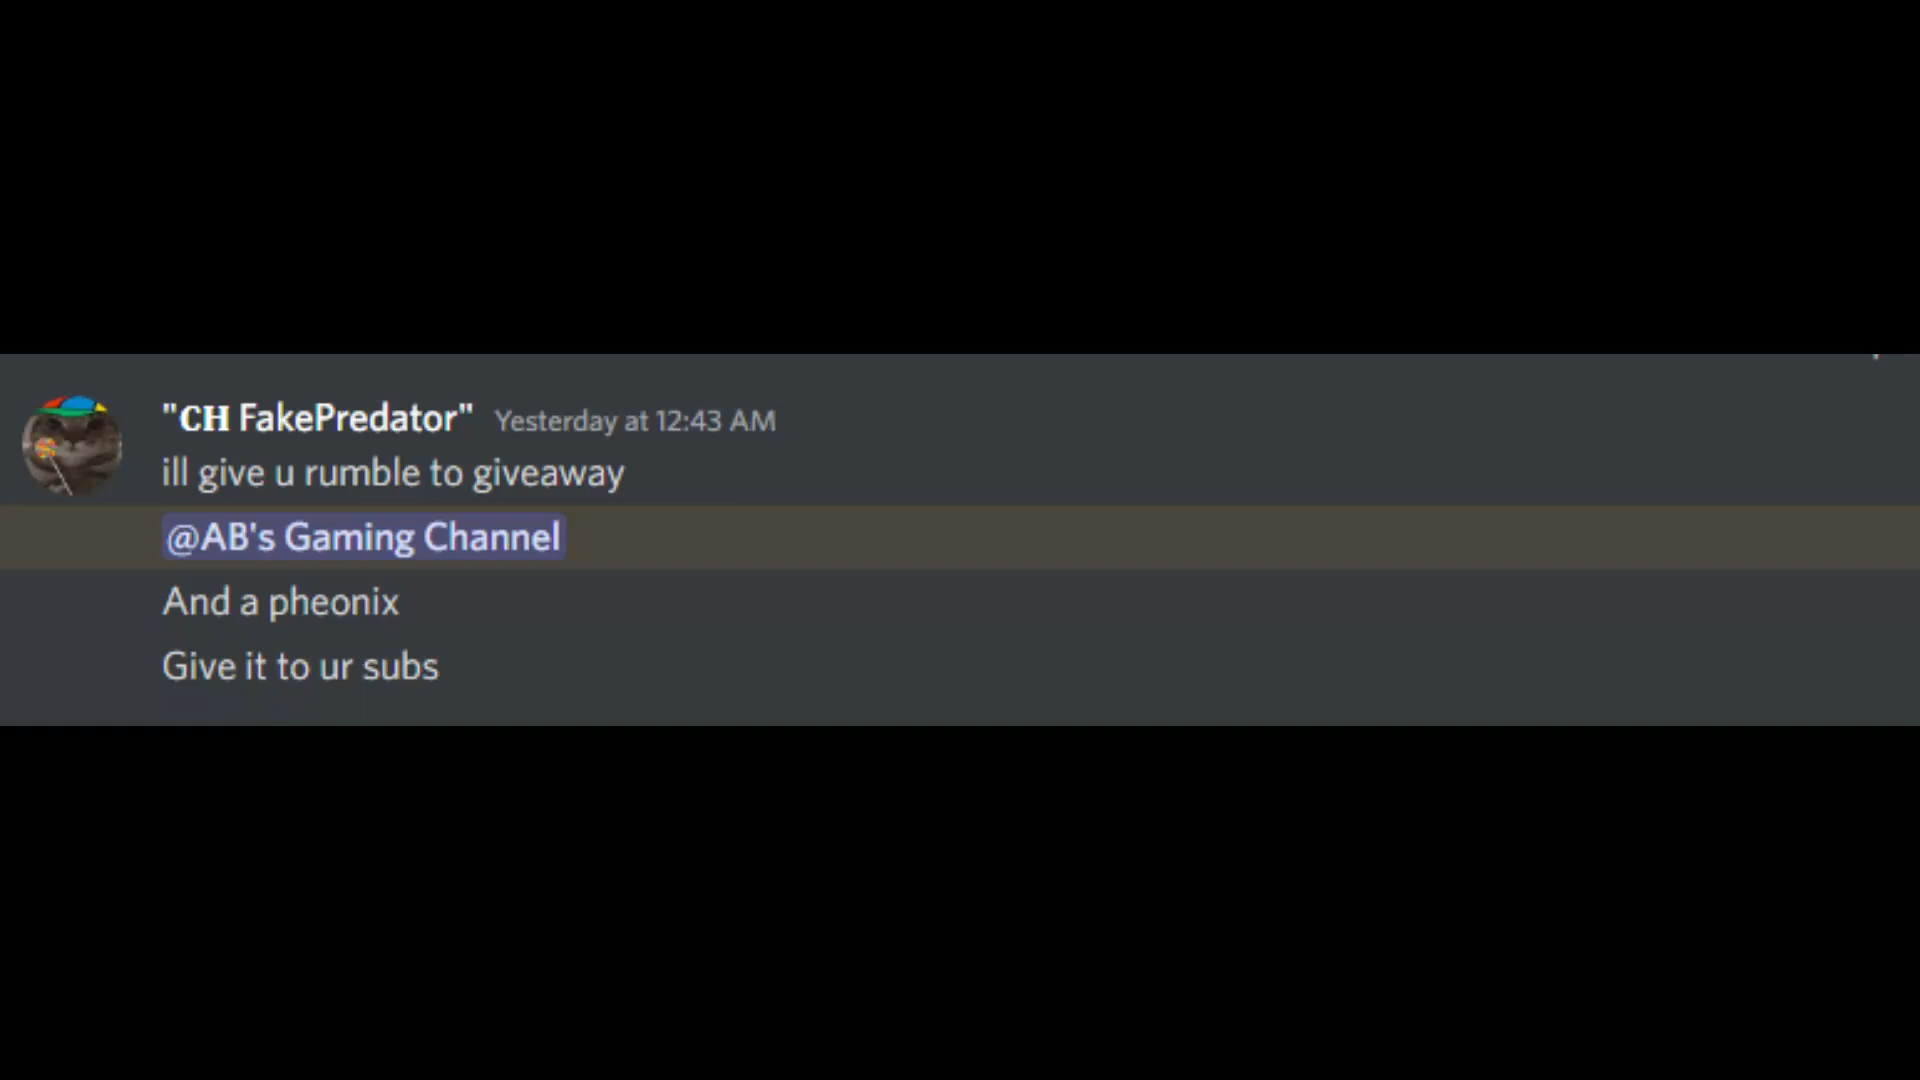 "CH FakePredator" Yesterday at 12:43 AM
ill give u rumble to giveaway
@AB's Gaming Channel
And a pheonix
Give it to ur subs